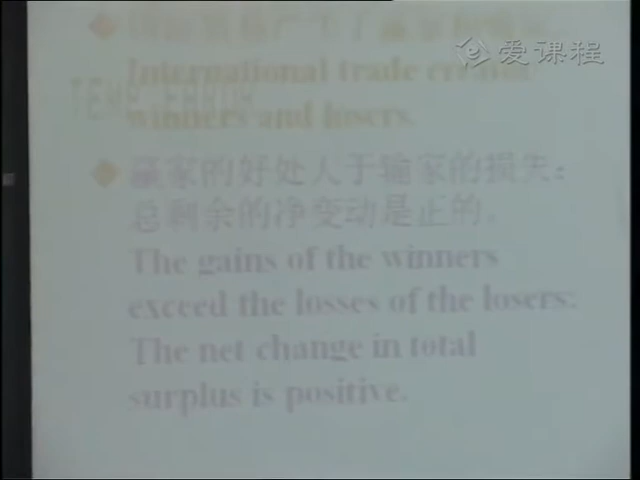 爱课程
International trade creates
TEMP ERROR
winners and losers.
赢家的好处大于输家的损失：
总剩余的净变动是正的。
The gains of the winners
exceed the losses of the losers:
The net change in total
surplus is positive.